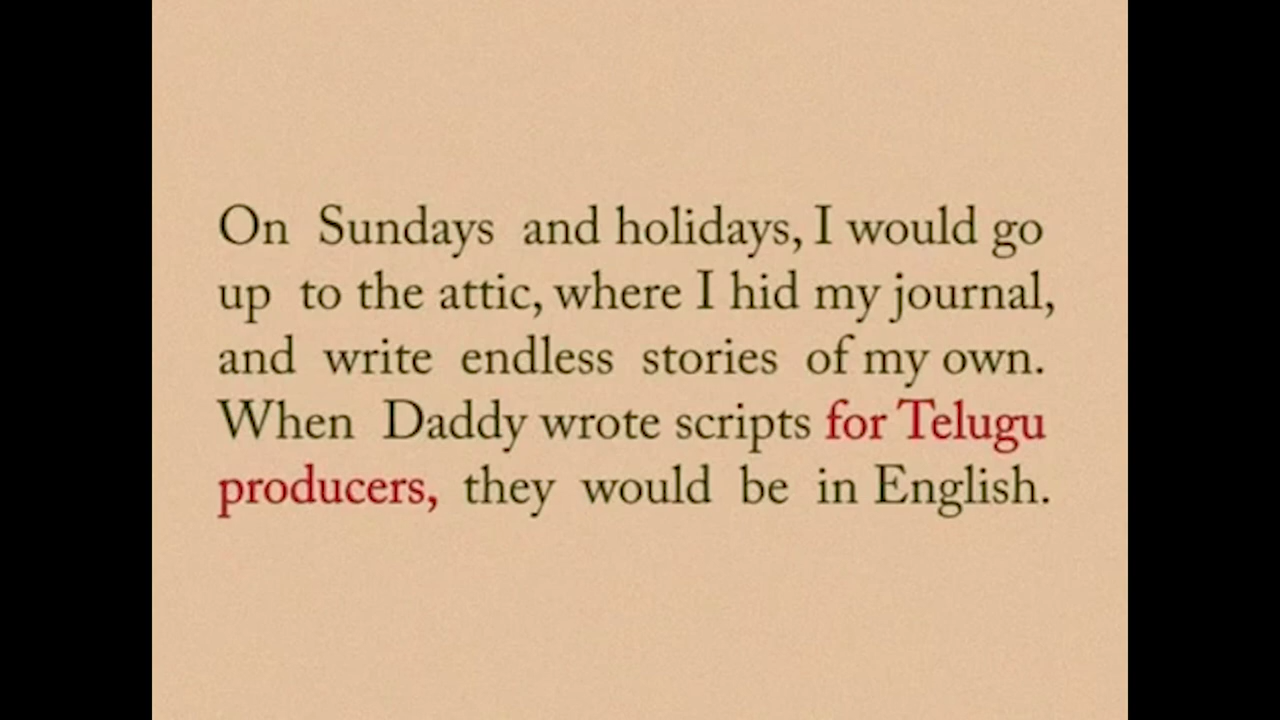 On Sundays and holidays, I would go
up to the attic, where I hid my journal,
and write endless stories of my own.
When Daddy wrote scripts for Telugu
producers, they would be in English.